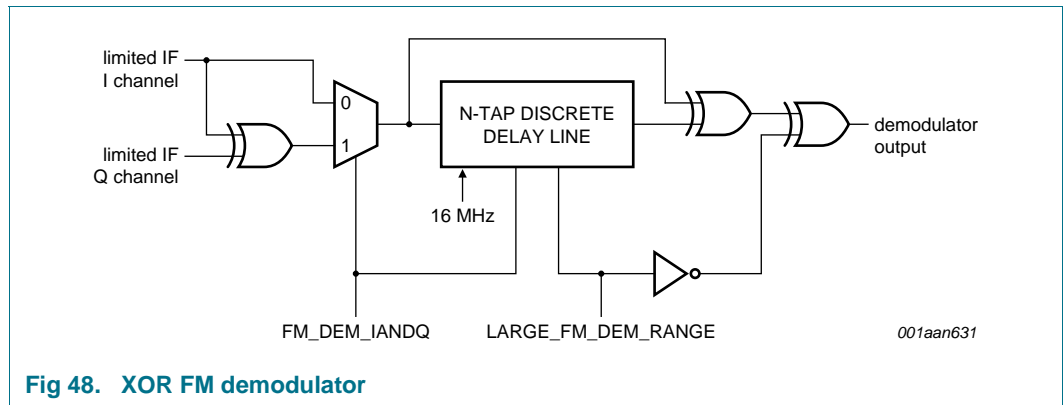 limited IF
I channel
limited IF
Q channel
0
1
N-TAP DISCRETE
DELAY LINE
16 MHz
demodulator
output
FM_DEM_IANDQ
LARGE_FM_DEM_RANGE
001aan631
Fig 48. XOR FM demodulator